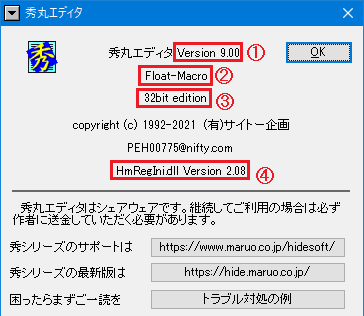 秀丸エディタ
秀
秀丸エディタ Version 9.00 ①
OK
Float-Macro ②
32bit edition ③
copyright (c) 1992-2021 (有)サイトー企画
PEH00775@nifty.com
HmRegIni.dll Version 2.08 ④
秀丸エディタはシェアウェアです。継続してご利用の場合は必ず
作者に送金していただく必要があります。
秀シリーズのサポートは https://www.maruo.co.jp/hidesoft/
秀シリーズの最新版は https://hide.maruo.co.jp/
困ったらまずご一読を トラブル対処の例